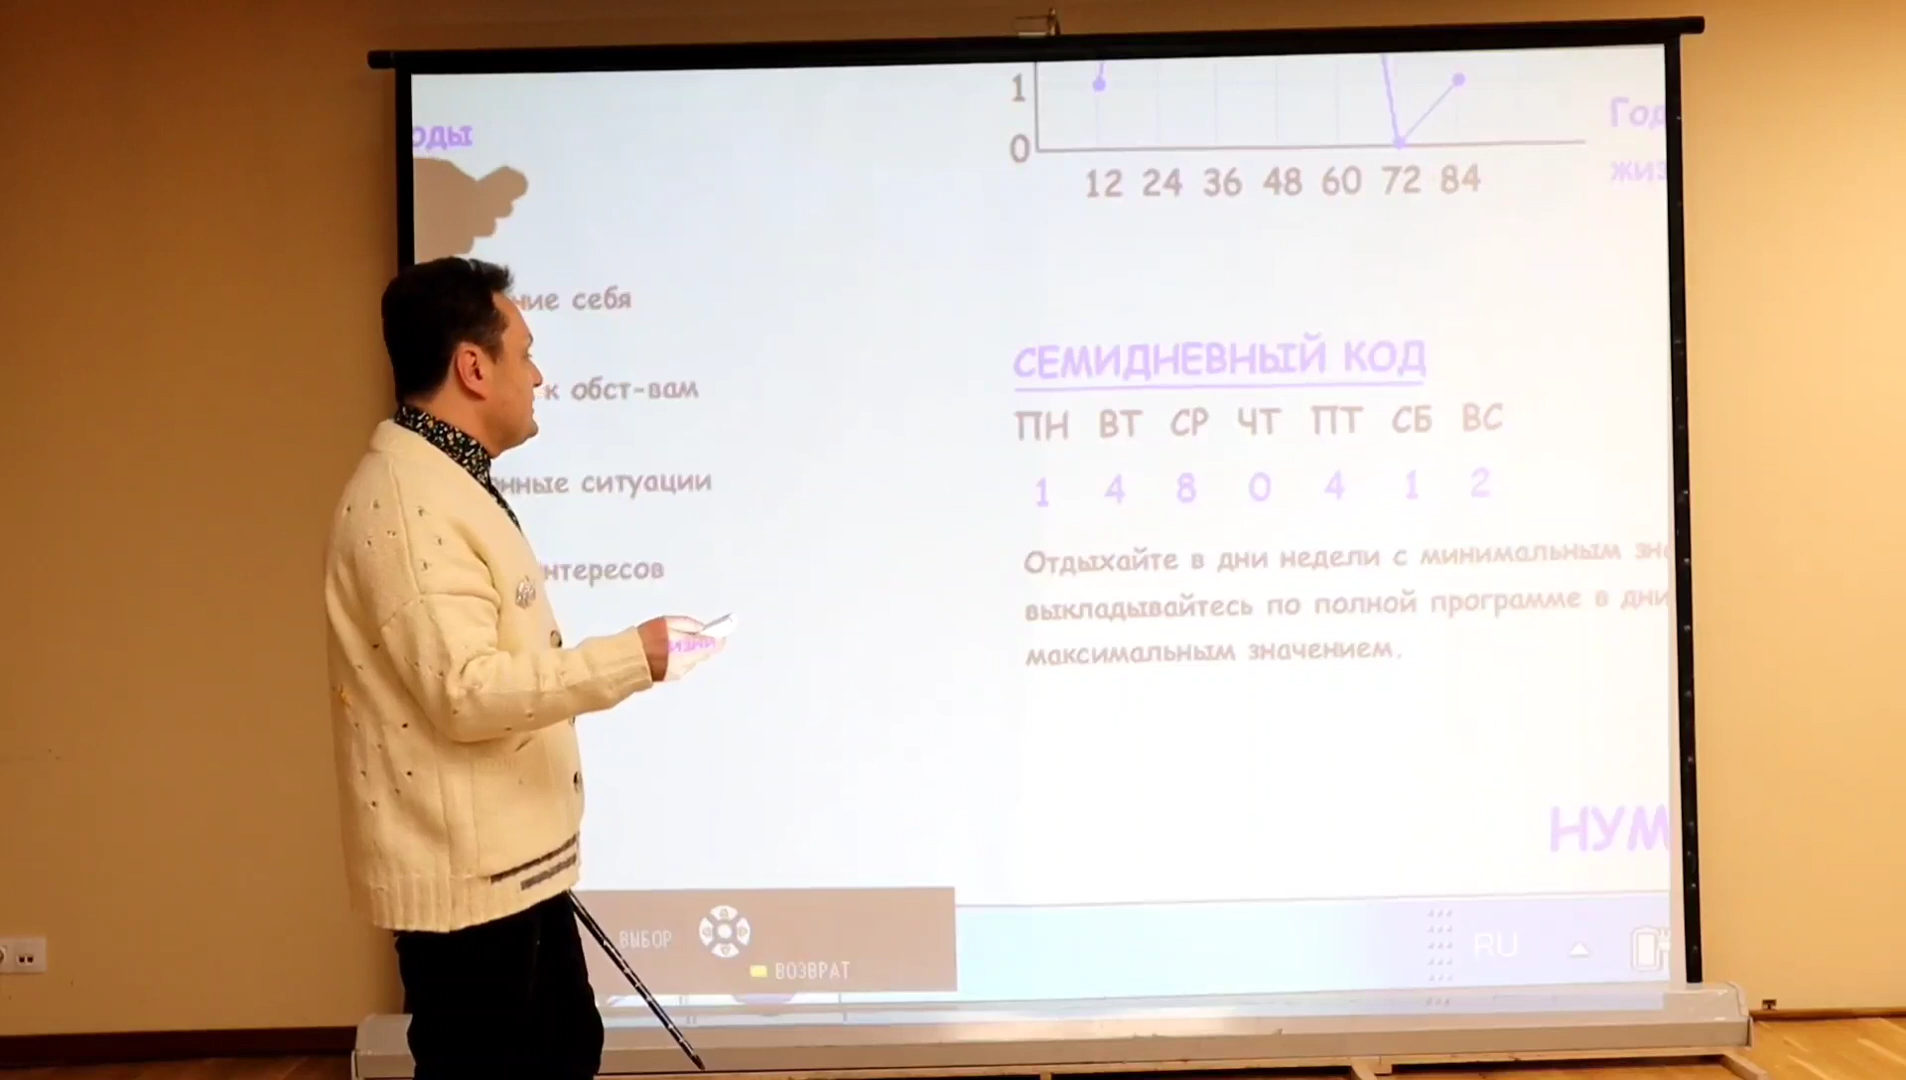 оды
ние себя
к обст-вам
нные ситуации
нтересов
изни
1
0
12 24 36 48 60 72 84
Год
жиз
СЕМИДНЕВНЫЙ КОД
ПН ВТ СР ЧТ ПТ СБ ВС
1 4 8 0 4 1 2
Отдыхайте в дни недели с минимальным зна
выкладывайтесь по полной программе в дни
максимальным значением.
НУМ
ВЫБОР
ВОЗВРАТ
RU